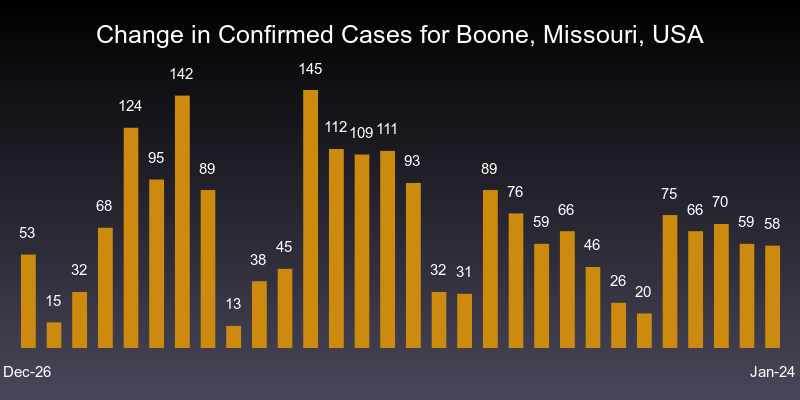 Change in Confirmed Cases for Boone, Missouri, USA
53 15 32 68 124 95 142 89 13 38 45 145 112 109 111 93 32 31 89 76 59 66 46 26 20 75 66 70 59 58
Dec-26 Jan-24